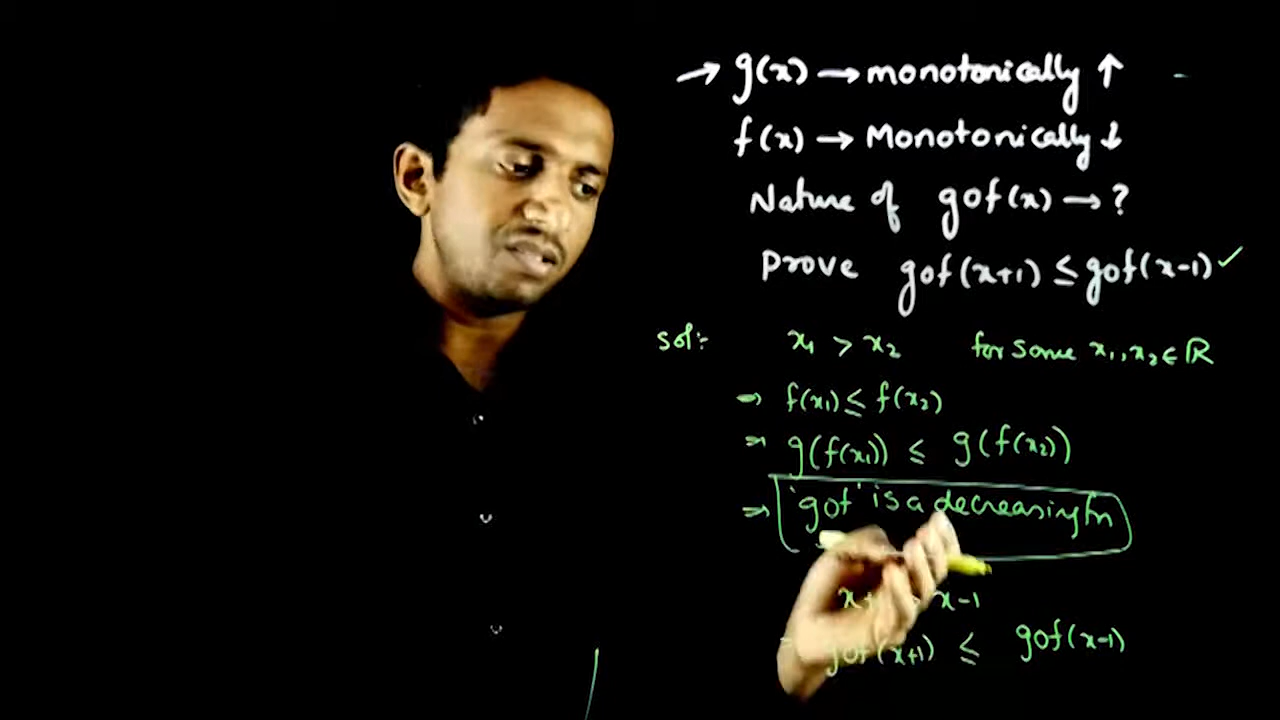 → g(x) → monotonically ↑
f(x) → Monotonically ↓
Nature of gof(x) → ?
Prove gof(x+1) ≤ gof(x-1) ✓
sol:- x₁ > x₂ for some x₁, x₂ ∈ ℝ
⇒ f(x₁) ≤ f(x₂)
⇒ g(f(x₁)) ≤ g(f(x₂))
⇒ 'gof' is a decreasing fn
x-1
gof(x+1) ≤ gof(x-1)